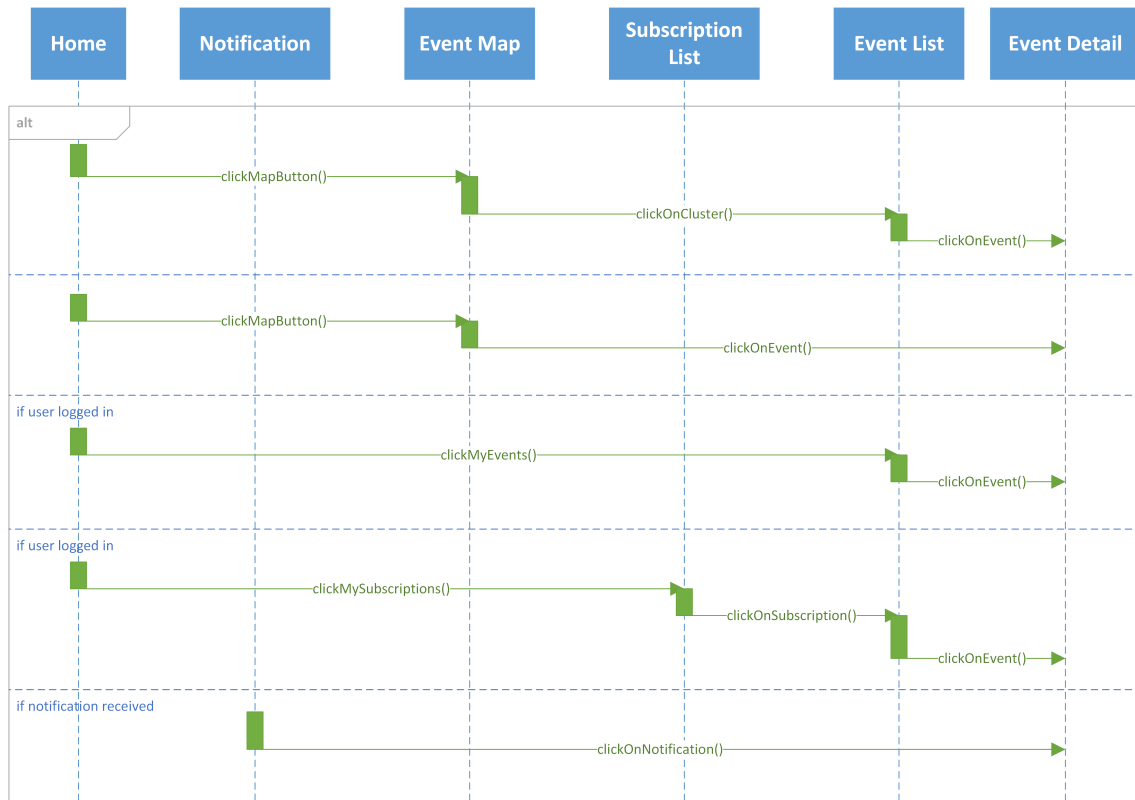 Home
Notification
Event Map
Subscription
List
Event List
Event Detail
alt
clickMapButton()
clickOnCluster()
clickOnEvent()
clickMapButton()
clickOnEvent()
if user logged in
clickMyEvents()
clickOnEvent()
if user logged in
clickMySubscriptions()
clickOnSubscription()
clickOnEvent()
if notification received
clickOnNotification()